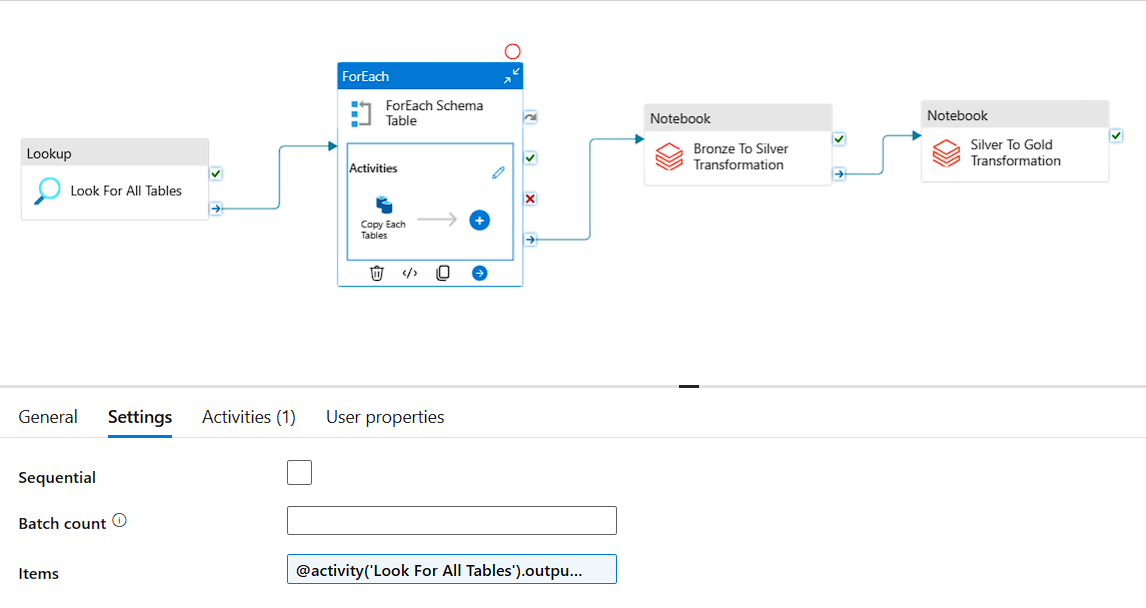 Lookup
Look For All Tables
ForEach
ForEach Schema
Table
Activities
Copy Each
Tables
</>
Notebook
Bronze To Silver
Transformation
Notebook
Silver To Gold
Transformation
General Settings Activities (1) User properties
Sequential
Batch count
Items @activity('Look For All Tables').outpu...